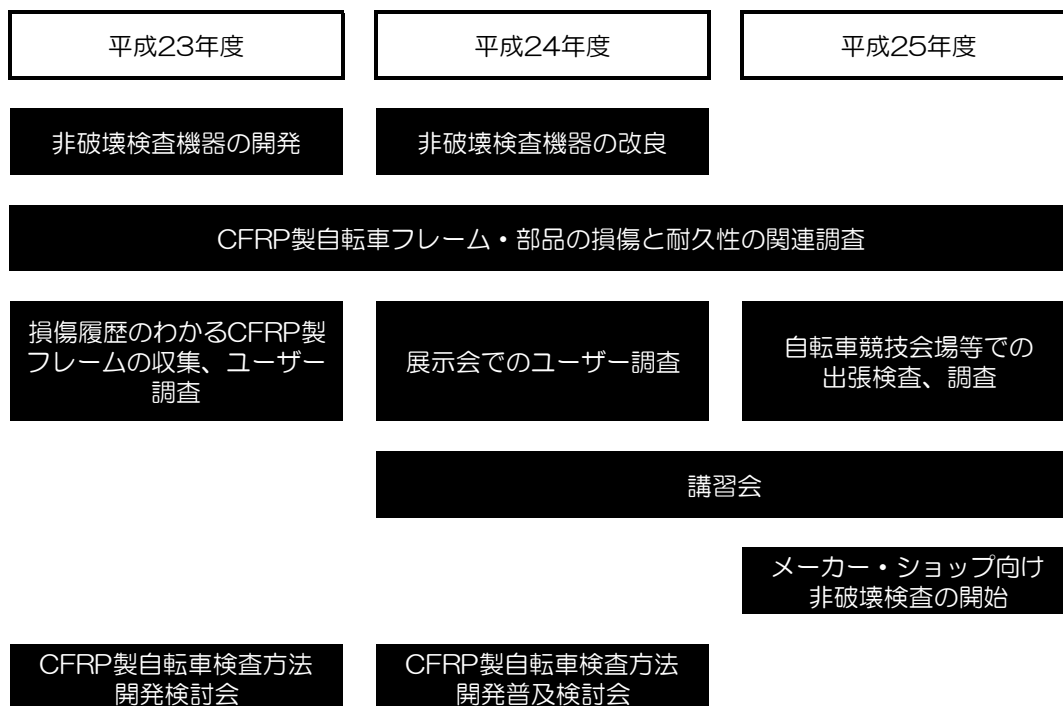 平成23年度
平成24年度
平成25年度
非破壊検査機器の開発
非破壊検査機器の改良
CFRP製自転車フレーム・部品の損傷と耐久性の関連調査
損傷履歴のわかるCFRP製
フレームの収集、ユーザー
調査
展示会でのユーザー調査
自転車競技会場等での
出張検査、調査
講習会
メーカー・ショップ向け
非破壊検査の開始
CFRP製自転車検査方法
開発検討会
CFRP製自転車検査方法
開発普及検討会